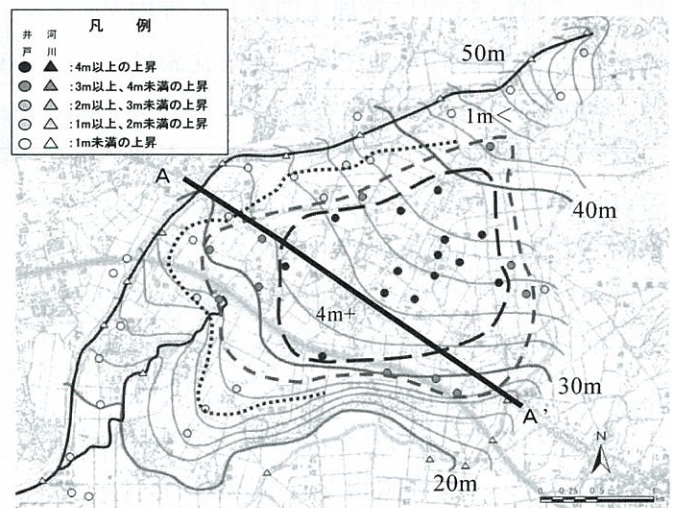 凡 例
井戸 河川
:4m以上の上昇
:3m以上、4m未満の上昇
:2m以上、3m未満の上昇
:1m以上、2m未満の上昇
:1m未満の上昇
50m
1m<
A
40m
4m+
30m
A'
N
20m